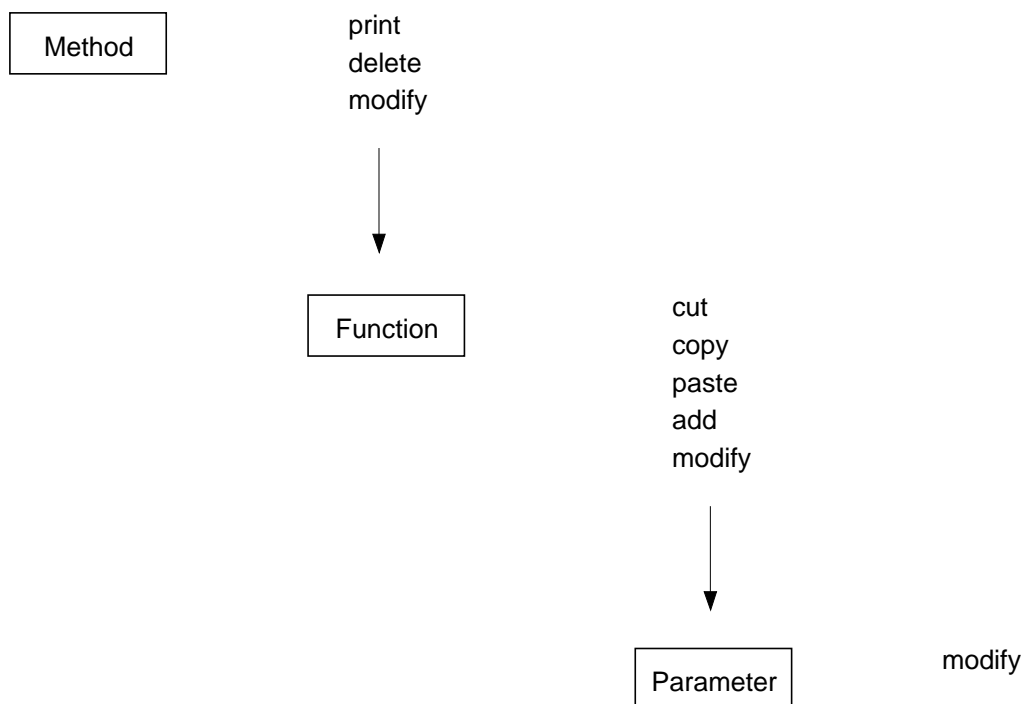 Method
print
delete
modify
Function
cut
copy
paste
add
modify
Parameter
modify